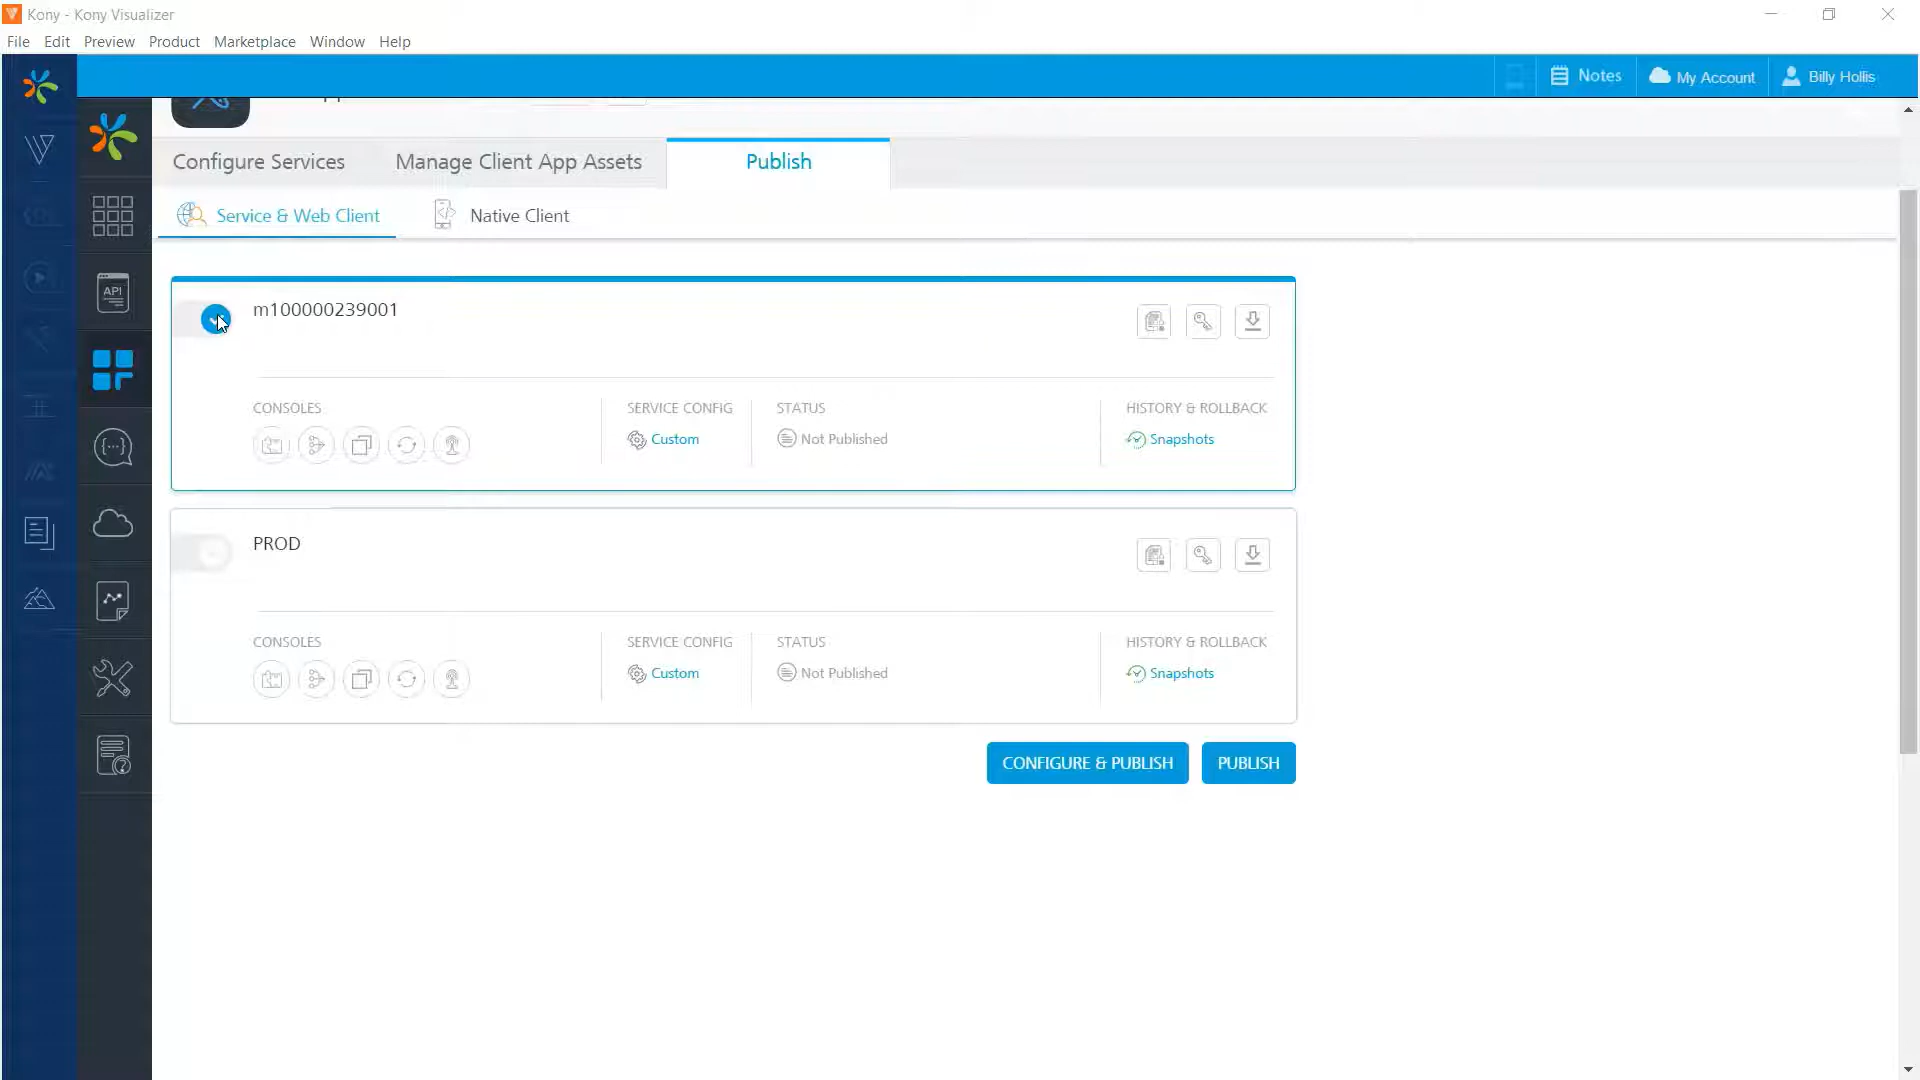 Kony - Kony Visualizer
File Edit Preview Product Marketplace Window Help
Notes My Account Billy Hollis
Configure Services Manage Client App Assets Publish
API
Service & Web Client Native Client
m100000239001
CONSOLES SERVICE CONFIG STATUS HISTORY & ROLLBACK
Custom Not Published Snapshots
PROD
CONSOLES SERVICE CONFIG STATUS HISTORY & ROLLBACK
Custom Not Published Snapshots
CONFIGURE & PUBLISH PUBLISH